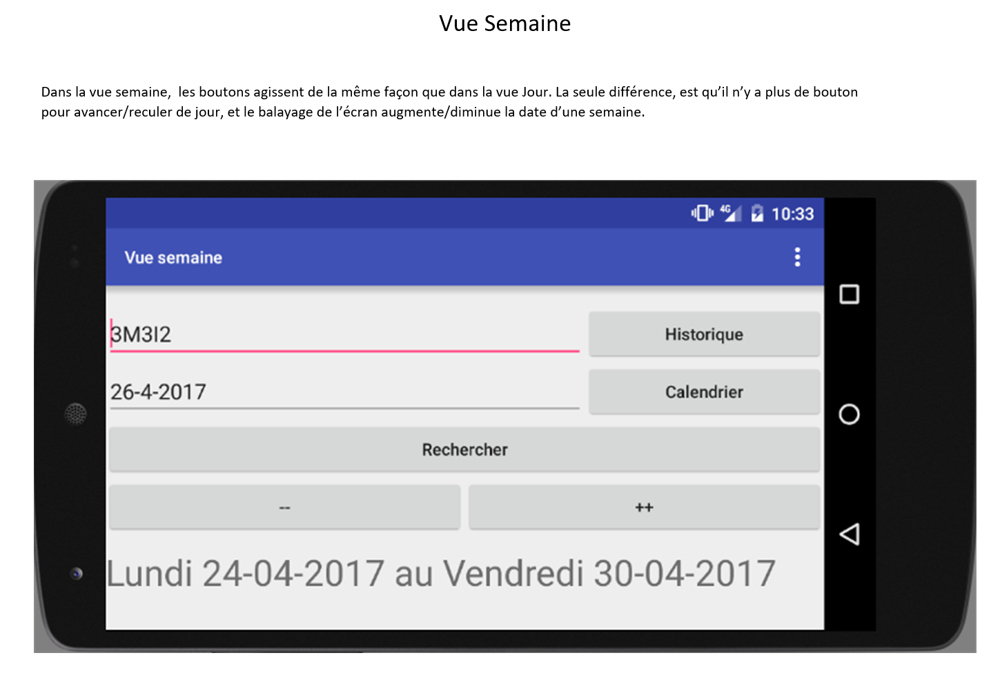 Vue Semaine
Dans la vue semaine,  les boutons agissent de la même façon que dans la vue Jour. La seule différence, est qu’il n’y a plus de bouton
pour avancer/reculer de jour, et le balayage de l’écran augmente/diminue la date d’une semaine.
4G 10:33
Vue semaine
3M3I2 Historique
26-4-2017 Calendrier
Rechercher
-- ++
Lundi 24-04-2017 au Vendredi 30-04-2017